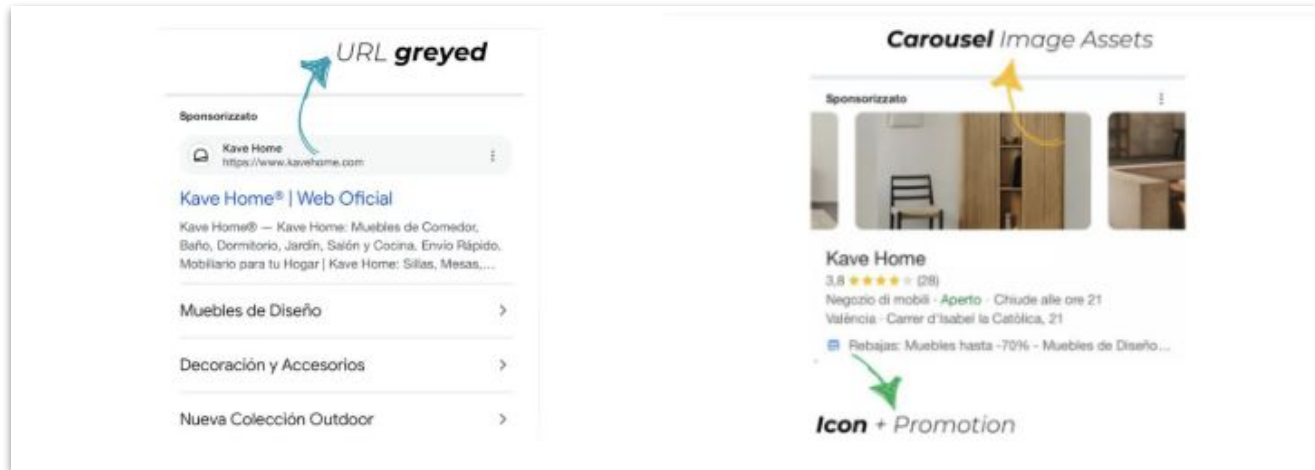 URL greyed
Sponsorizzato
Kave Home
https://www.kavehome.com
Kave Home® | Web Oficial
Kave Home® — Kave Home: Muebles de Comedor,
Baño, Dormitorio, Jardín, Salón y Cocina. Envío Rápido.
Mobiliario para tu Hogar | Kave Home: Sillas, Mesas,...
Muebles de Diseño
Decoración y Accesorios
Nueva Colección Outdoor
Carousel Image Assets
Sponsorizzato
Kave Home
3,8 (28)
Negozio di mobili · Aperto · Chiude alle ore 21
València · Carrer d'Isabel la Catòlica, 21
Rebajas: Muebles hasta -70% - Muebles de Diseño...
Icon + Promotion